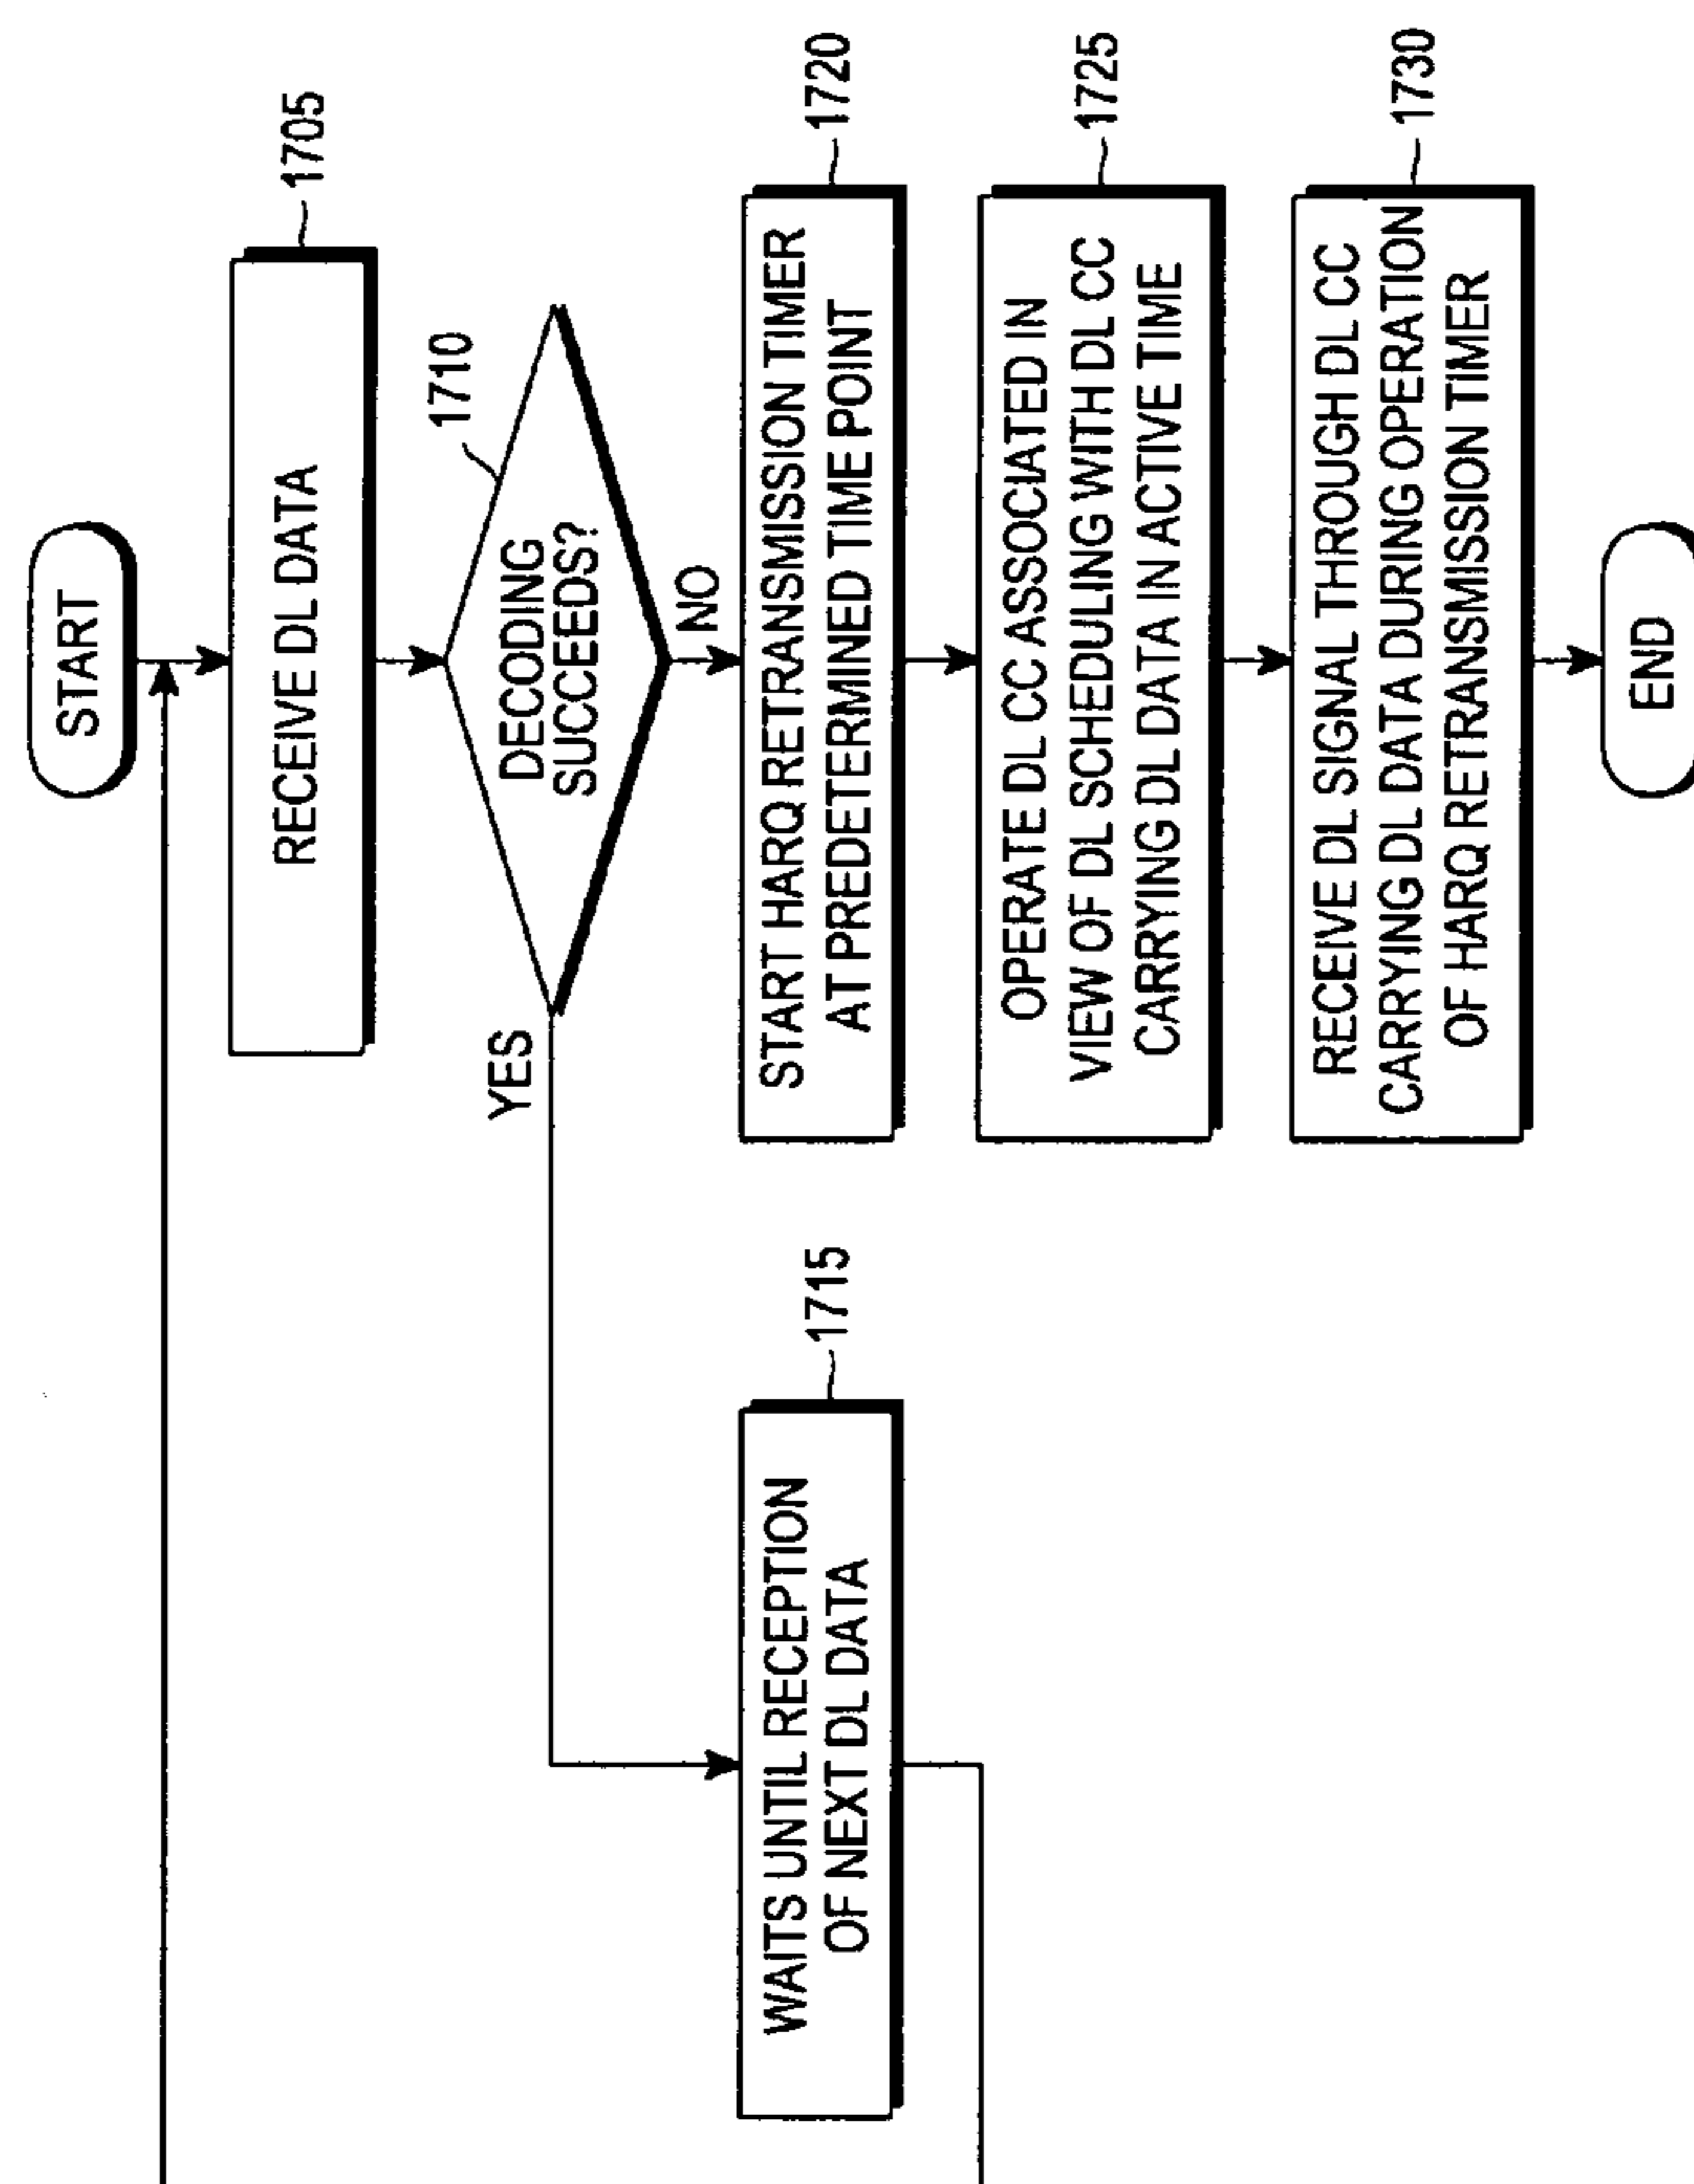 START
RECEIVE DL DATA
1705
1710
DECODING
SUCCEEDS?
YES
NO
WAITS UNTIL RECEPTION
OF NEXT DL DATA
1715
START HARQ RETRANSMISSION TIMER
AT PREDETERMINED TIME POINT
1720
OPERATE DL CC ASSOCIATED IN
VIEW OF DL SCHEDULING WITH DL CC
CARRYING DL DATA IN ACTIVE TIME
1725
RECEIVE DL SIGNAL THROUGH DL CC
CARRYING DL DATA DURING OPERATION
OF HARQ RETRANSMISSION TIMER
1730
END